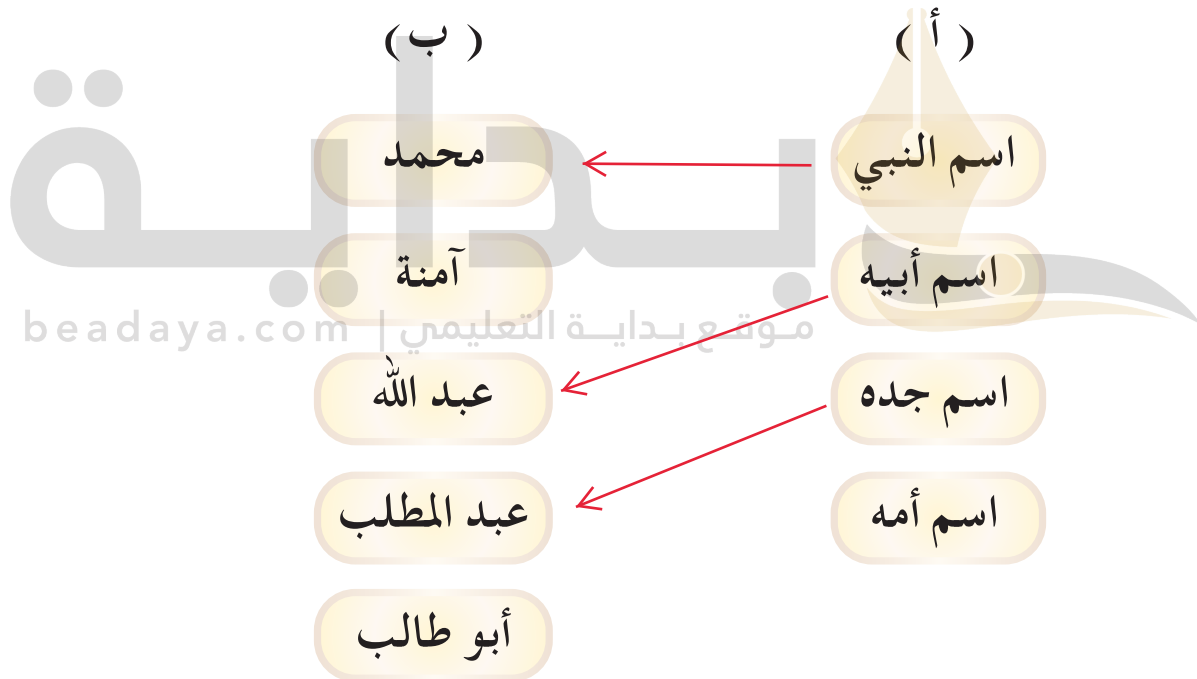 ( أ ) ( ب )
اسم النبي محمد
اسم أبيه آمنة
beadaya.com | موقع بداية التعليمي
اسم جده عبد الله
اسم أمه عبد المطلب
أبو طالب
بداية